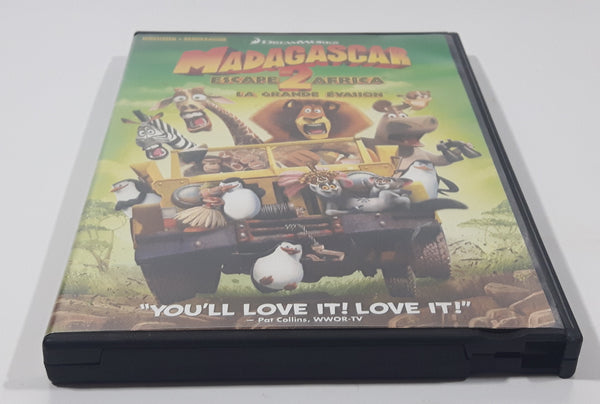 DREAMWORKS
MADAGASCAR
ESCAPE 2 AFRICA
LA GRANDE ÉVASION
"YOU'LL LOVE IT! LOVE IT!"
— Pat Collins, WWOR-TV